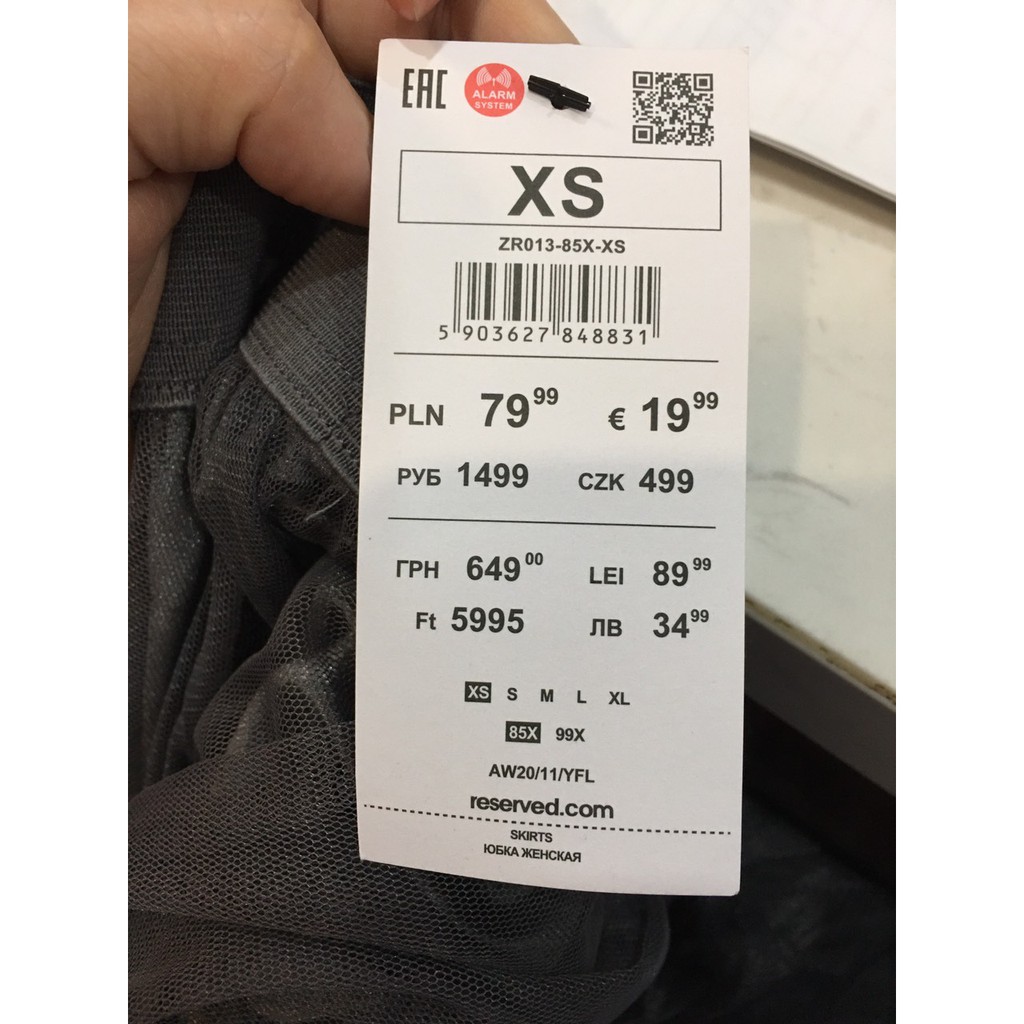 EAC
ALARM
SYSTEM
XS
ZR013-85X-XS
5 903627 848831
PLN 79 99 € 19 99
РУБ 1499 CZK 499
ГРН 649 00 LEI 89 99
Ft 5995 ЛВ 34 99
XS S M L XL
85X 99X
AW20/11/YFL
reserved.com
SKIRTS
ЮБКА ЖЕНСКАЯ